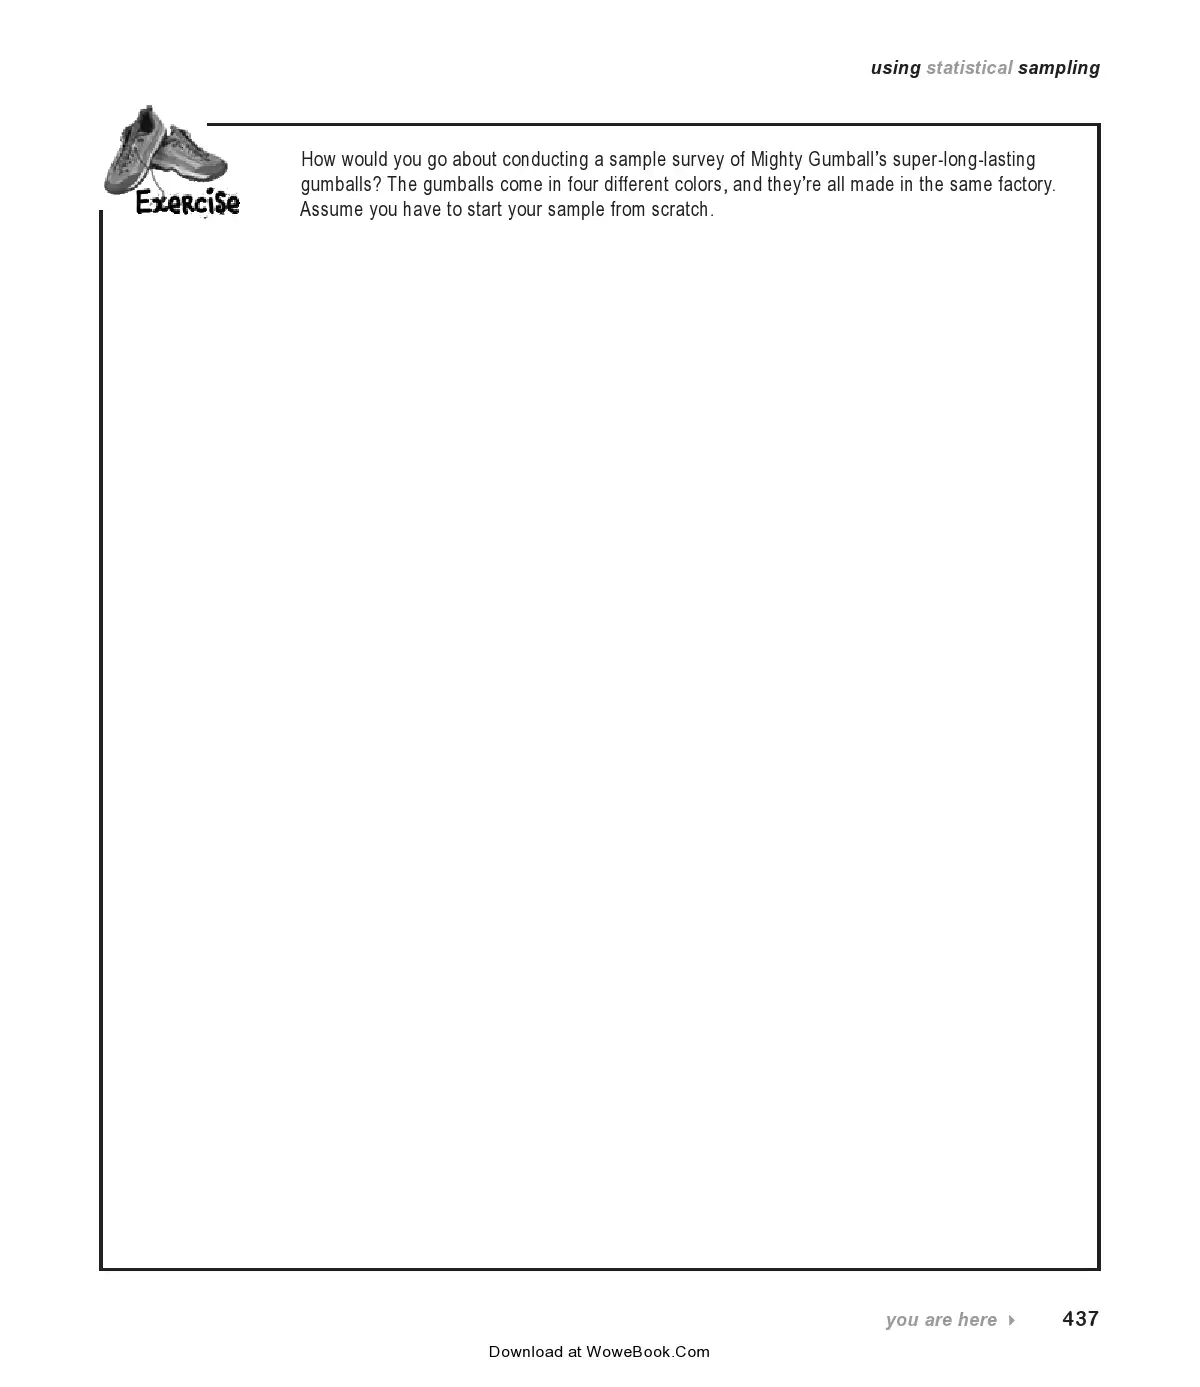 using statistical sampling
Exercise
How would you go about conducting a sample survey of Mighty Gumball’s super-long-lasting
gumballs? The gumballs come in four different colors, and they’re all made in the same factory.
Assume you have to start your sample from scratch.
you are here 437
Download at WoweBook.Com